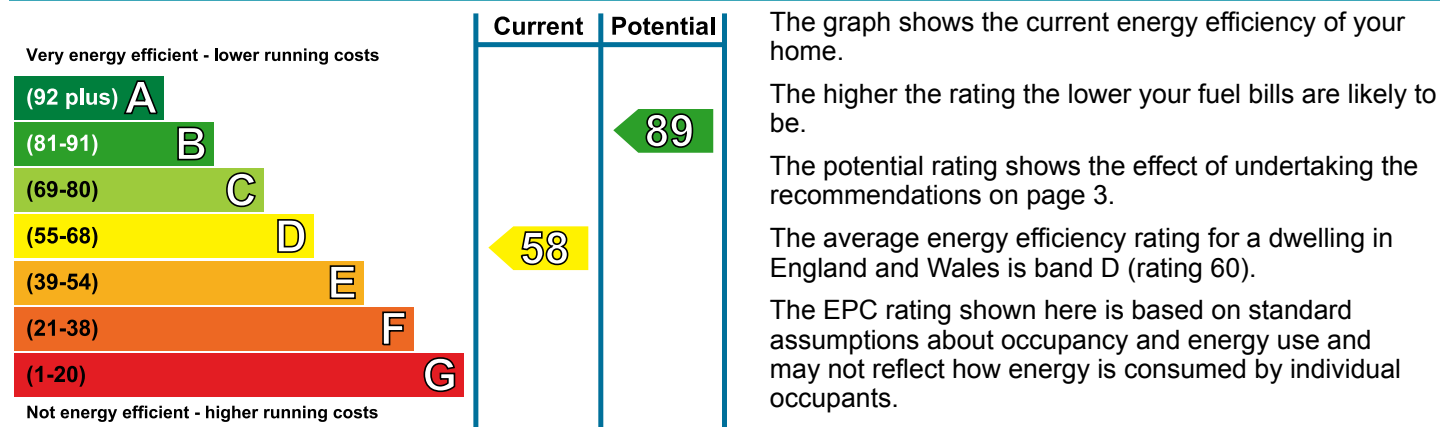 Current Potential
Very energy efficient - lower running costs
(92 plus) A
(81-91) B
(69-80) C
(55-68) D
(39-54) E
(21-38) F
(1-20) G
Not energy efficient - higher running costs
58
89
The graph shows the current energy efficiency of your
home.
The higher the rating the lower your fuel bills are likely to
be.
The potential rating shows the effect of undertaking the
recommendations on page 3.
The average energy efficiency rating for a dwelling in
England and Wales is band D (rating 60).
The EPC rating shown here is based on standard
assumptions about occupancy and energy use and
may not reflect how energy is consumed by individual
occupants.